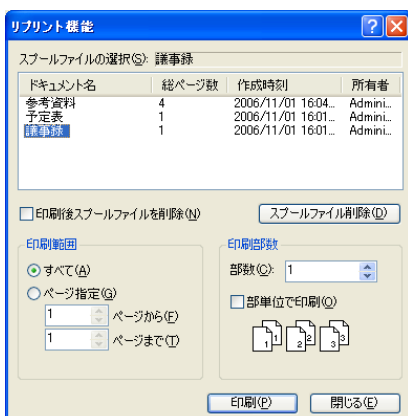 リプリント機能
スプールファイルの選択(S): 議事録
ドキュメント名 総ページ数 作成時刻 所有者
参考資料 4 2006/11/01 16:04... Admini...
予定表 1 2006/11/01 16:01... Admini...
議事録 1 2006/11/01 16:01... Admini...
印刷後スプールファイルを削除(N) スプールファイル削除(D)
印刷範囲
すべて(A)
ページ指定(G)
1 ページから(F)
1 ページまで(T)
印刷部数
部数(C): 1
部単位で印刷(O)
1 1 2 2 3 3
印刷(P) 閉じる(E)